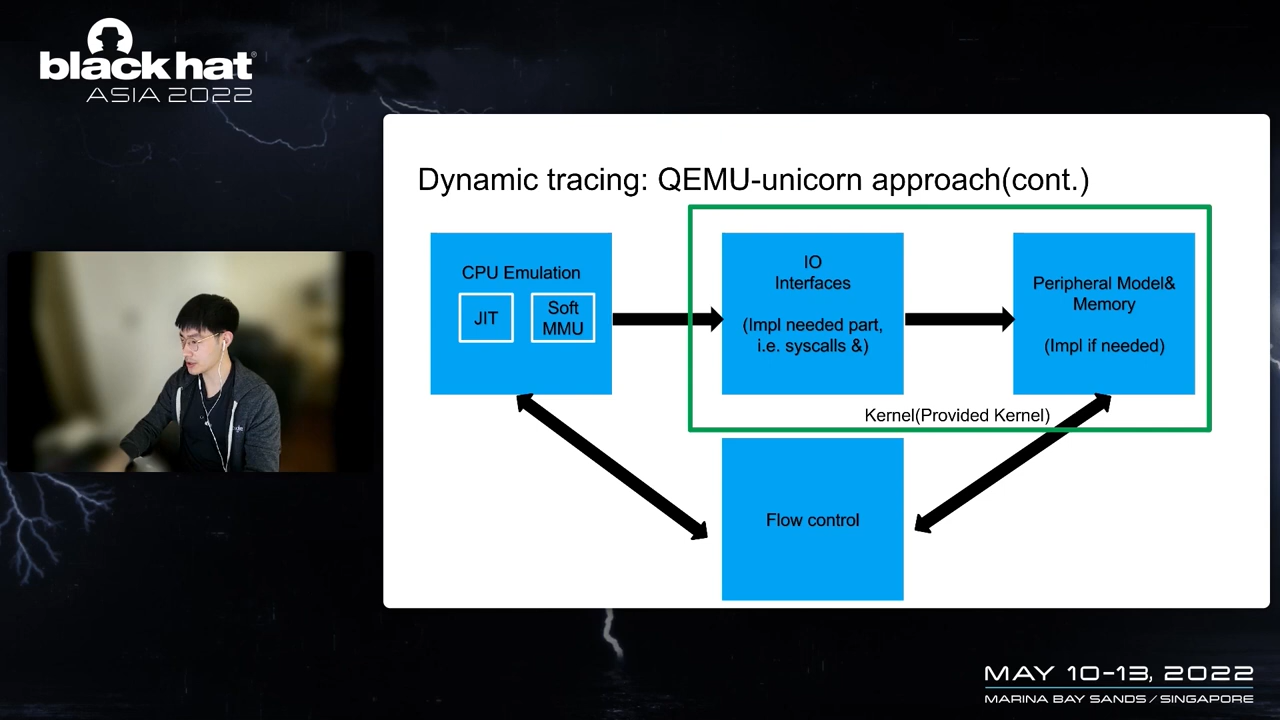 black hat®
ASIA 2022
Dynamic tracing: QEMU-unicorn approach(cont.)
CPU Emulation
JIT
Soft
MMU
IO
Interfaces
(Impl needed part,
i.e. syscalls &)
Peripheral Model&
Memory
(Impl if needed)
Kernel(Provided Kernel)
Flow control
MAY 10-13, 2022
MARINA BAY SANDS / SINGAPORE